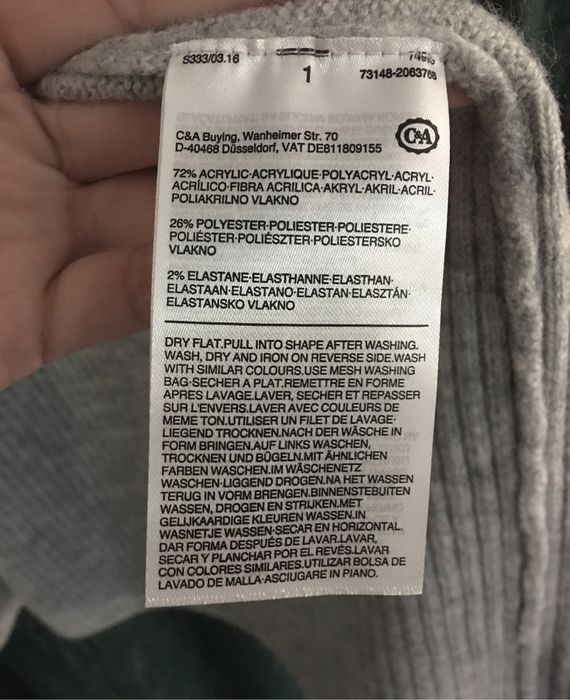 S333/03.16
1
73148-2063768
C&A Buying, Wanheimer Str. 70
D-40468 Düsseldorf, VAT DE811809155
C&A
72% ACRYLIC·ACRYLIQUE·POLYACRYL·ACRYL·
ACRÍLICO·FIBRA ACRILICA·AKRYL·AKRIL·ACRIL·
POLIAKRILNO VLAKNO
26% POLYESTER·POLIESTER·POLIESTERE·
POLIÉSTER·POLIÉSZTER·POLIESTERSKO
VLAKNO
2% ELASTANE·ELASTHANNE·ELASTHAN·
ELASTAAN·ELASTANO·ELASTAN·ELASZTÁN·
ELASTANSKO VLAKNO
DRY FLAT.PULL INTO SHAPE AFTER WASHING.
WASH, DRY AND IRON ON REVERSE SIDE.WASH
WITH SIMILAR COLOURS.USE MESH WASHING
BAG·SECHER A PLAT.REMETTRE EN FORME
APRES LAVAGE.LAVER, SECHER ET REPASSER
SUR L'ENVERS.LAVER AVEC COULEURS DE
MEME TON.UTILISER UN FILET DE LAVAGE·
LIEGEND TROCKNEN.NACH DER WÄSCHE IN
FORM BRINGEN.AUF LINKS WASCHEN,
TROCKNEN UND BÜGELN.MIT ÄHNLICHEN
FARBEN WASCHEN.IM WÄSCHENETZ
WASCHEN·LIGGEND DROGEN.NA HET WASSEN
TERUG IN VORM BRENGEN.BINNENSTEBUITEN
WASSEN, DROGEN EN STRIJKEN.MET
GELIJKAARDIGE KLEUREN WASSEN.IN
WASNETJE WASSEN·SECAR EN HORIZONTAL.
DAR FORMA DESPUÉS DE LAVAR.LAVAR,
SECAR Y PLANCHAR POR EL REVÉS.LAVAR
CON COLORES SIMILARES.UTILIZAR BOLSA DE
LAVADO DE MALLA·ASCIUGARE IN PIANO.